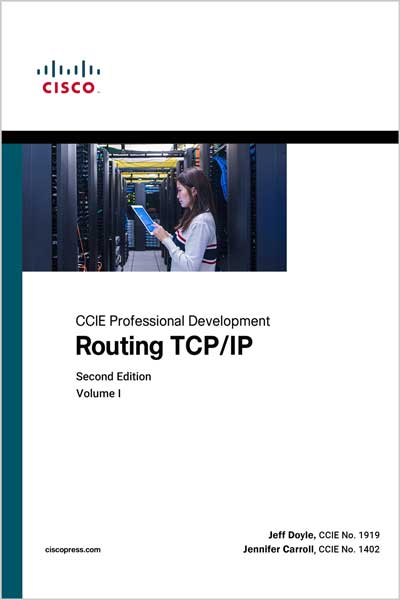 CISCO
CCIE Professional Development
Routing TCP/IP
Second Edition
Volume I
Jeff Doyle, CCIE No. 1919
ciscopress.com
Jennifer Carroll, CCIE No. 1402